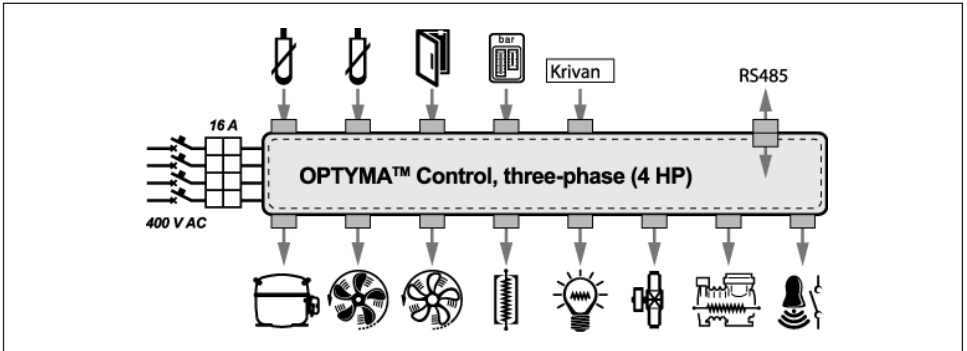 bar
Krivan
RS485
16 A
OPTYMA™ Control, three-phase (4 HP)
400 V AC